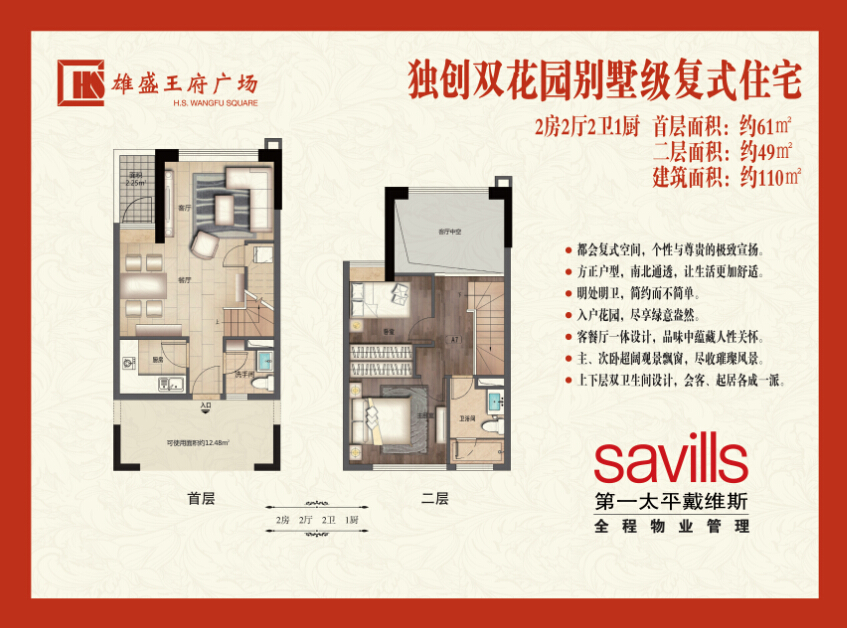 雄盛王府广场
H.S. WANGFU SQUARE
独创双花园别墅级复式住宅
2房2厅2卫1厨 首层面积：约61㎡
二层面积：约49㎡
建筑面积：约110㎡
面积
2.25m²
客厅
餐厅
厨房
洗手间
入口
可使用面积约12.48m²
首层
客厅中空
客房
A7
主卧室
卫浴间
二层
2房 2厅 2卫 1厨
● 都会复式空间，个性与尊贵的极致宣扬。
● 方正户型，南北通透，让生活更加舒适。
● 明处明卫，简约而不简单。
● 入户花园，尽享绿意盎然。
● 客餐厅一体设计，品味中蕴藏人性关怀。
● 主、次卧超阔观景飘窗，尽收璀璨风景。
● 上下层双卫生间设计，会客、起居各成一派。
savills
第一太平戴维斯
全程物业管理